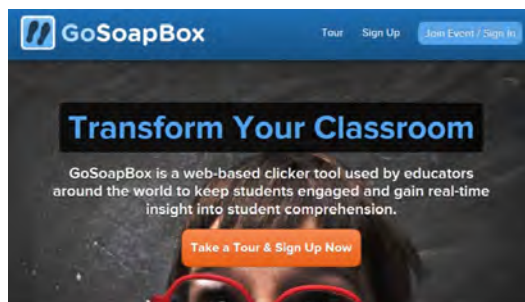 GoSoapBox
Tour
Sign Up
Join Event / Sign In
Transform Your Classroom
GoSoapBox is a web-based clicker tool used by educators
around the world to keep students engaged and gain real-time
insight into student comprehension.
Take a Tour & Sign Up Now